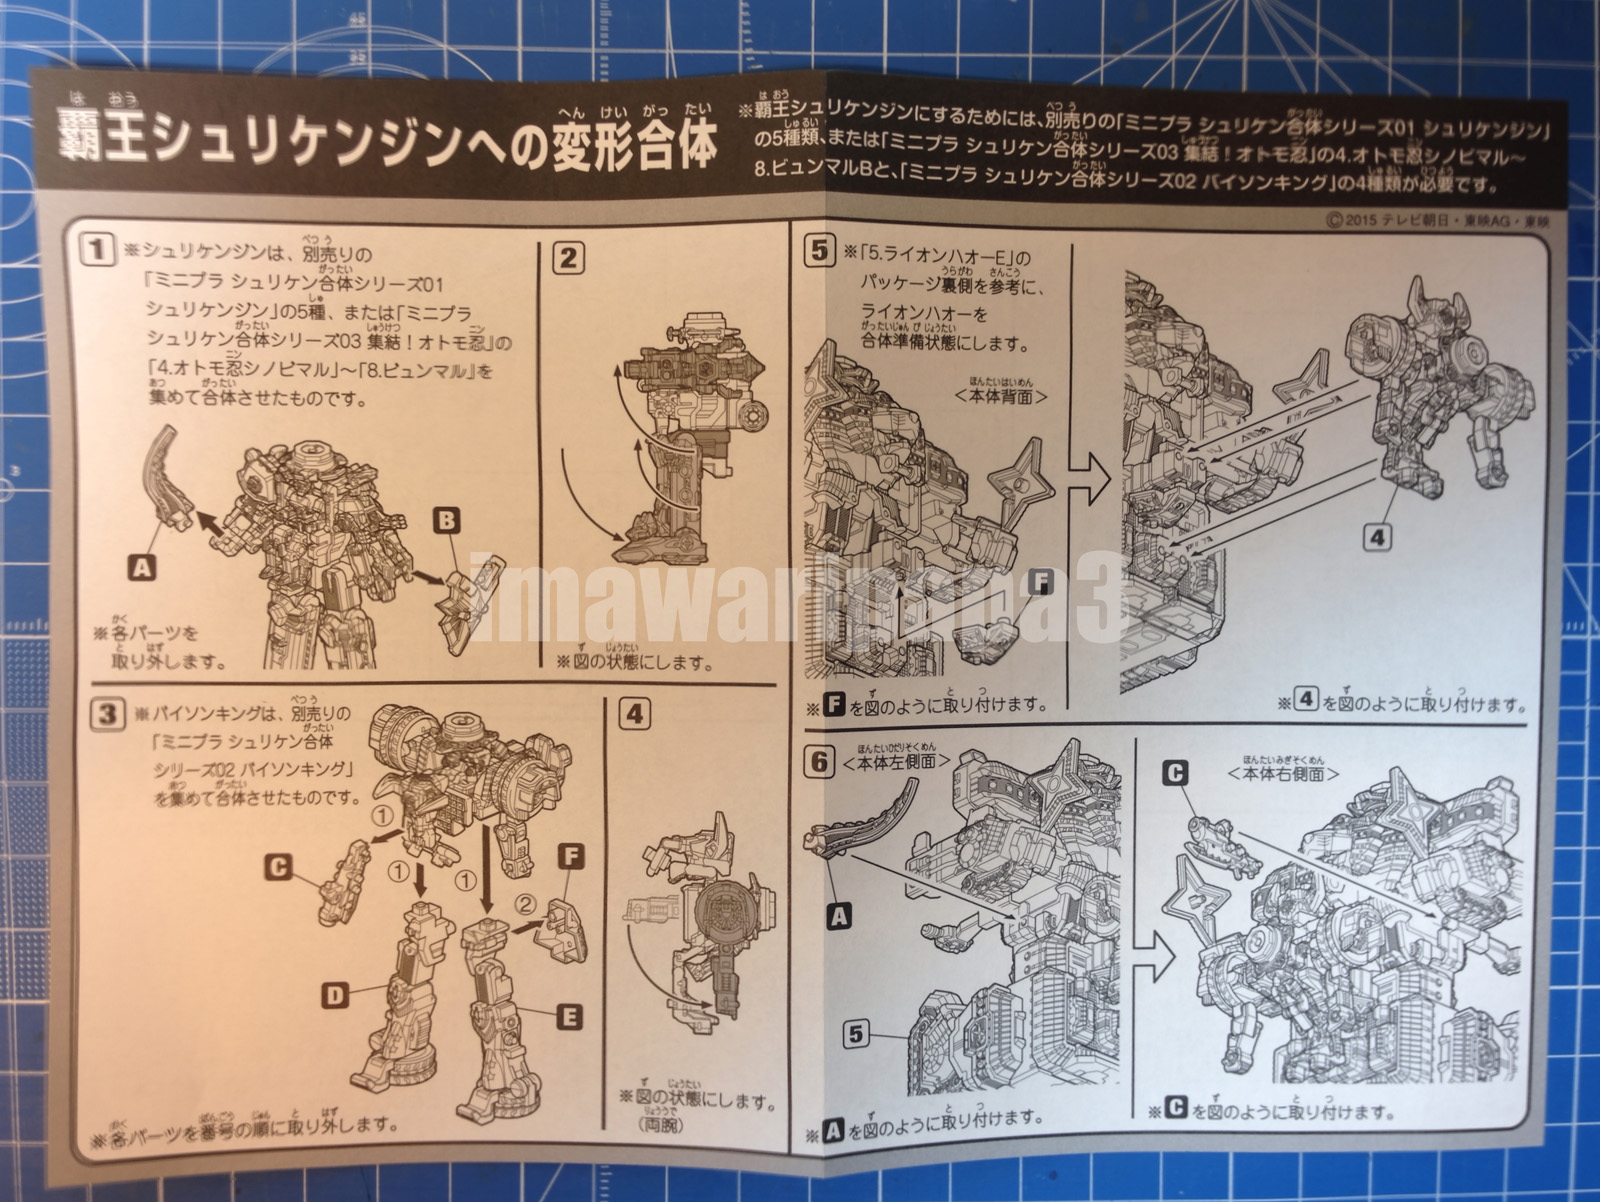 覇王シュリケンジンへの変形合体
はおう
へんけいがったい
※覇王シュリケンジンにするためには、別売りの「ミニプラ シュリケン合体シリーズ01 シュリケンジン」
の5種類、または「ミニプラ シュリケン合体シリーズ03 集結！オトモ忍」の4.オトモ忍シノビマル〜
8.ビュンマルBと、「ミニプラ シュリケン合体シリーズ02 バイソンキング」の4種類が必要です。
©2015 テレビ朝日・東映AG・東映
1
※シュリケンジンは、別売りの
「ミニプラ シュリケン合体シリーズ01
シュリケンジン」の5種、または「ミニプラ
シュリケン合体シリーズ03 集結！オトモ忍」の
「4.オトモ忍シノビマル」〜「8.ビュンマル」を
集めて合体させたものです。
A
B
※各パーツを
取り外します。
2
※図の状態にします。
3
※バイソンキングは、別売りの
「ミニプラ シュリケン合体
シリーズ02 バイソンキング」
を集めて合体させたものです。
①
C
①
①
F
②
D
E
※各パーツを番号の順に取り外します。
4
※図の状態にします。
（両腕）
5
※「5.ライオンハオーE」の
パッケージ裏側を参考に、
ライオンハオーを
合体準備状態にします。
＜本体背面＞
F
※Fを図のように取り付けます。
4
※4を図のように取り付けます。
6
＜本体左側面＞
A
5
※Aを図のように取り付けます。
C
＜本体右側面＞
※Cを図のように取り付けます。
imawarinana3